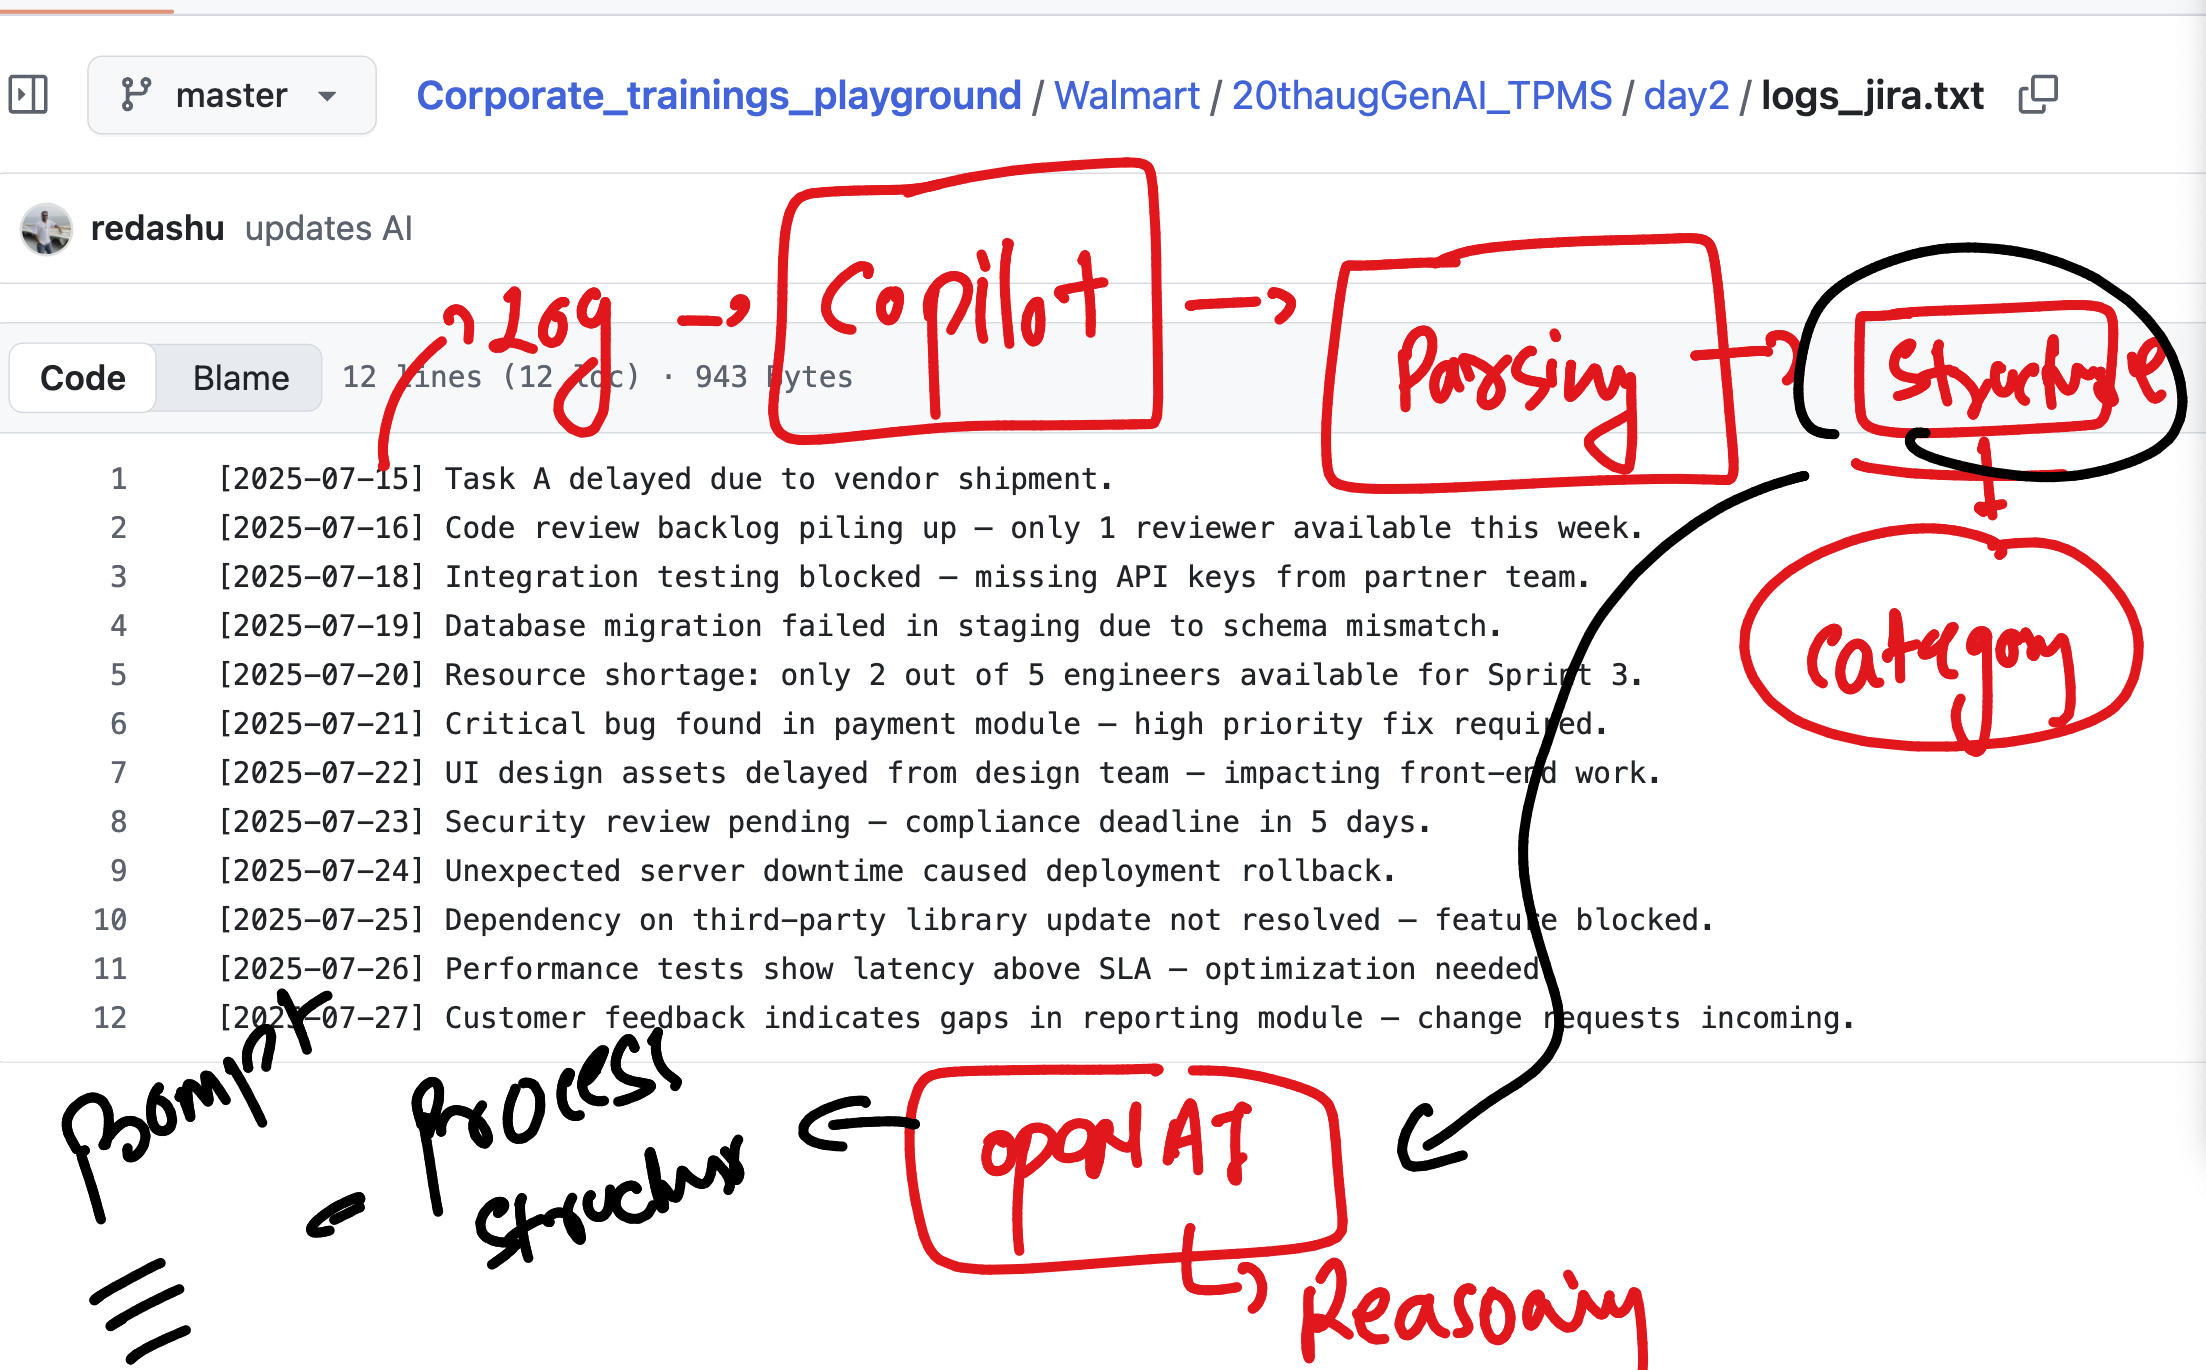 master Corporate_trainings_playground / Walmart / 20thaugGenAI_TPMS / day2 / logs_jira.txt
redashu updates AI
Log Copilot Parsing Structure
Category
Code Blame 12 lines (12 loc) · 943 Bytes
1 [2025-07-15] Task A delayed due to vendor shipment.
2 [2025-07-16] Code review backlog piling up – only 1 reviewer available this week.
3 [2025-07-18] Integration testing blocked – missing API keys from partner team.
4 [2025-07-19] Database migration failed in staging due to schema mismatch.
5 [2025-07-20] Resource shortage: only 2 out of 5 engineers available for Sprint 3.
6 [2025-07-21] Critical bug found in payment module – high priority fix required.
7 [2025-07-22] UI design assets delayed from design team – impacting front-end work.
8 [2025-07-23] Security review pending – compliance deadline in 5 days.
9 [2025-07-24] Unexpected server downtime caused deployment rollback.
10 [2025-07-25] Dependency on third-party library update not resolved – feature blocked.
11 [2025-07-26] Performance tests show latency above SLA – optimization needed.
12 [2025-07-27] Customer feedback indicates gaps in reporting module – change requests incoming.
Prompt
Process
Structur
open AI
Reasoning